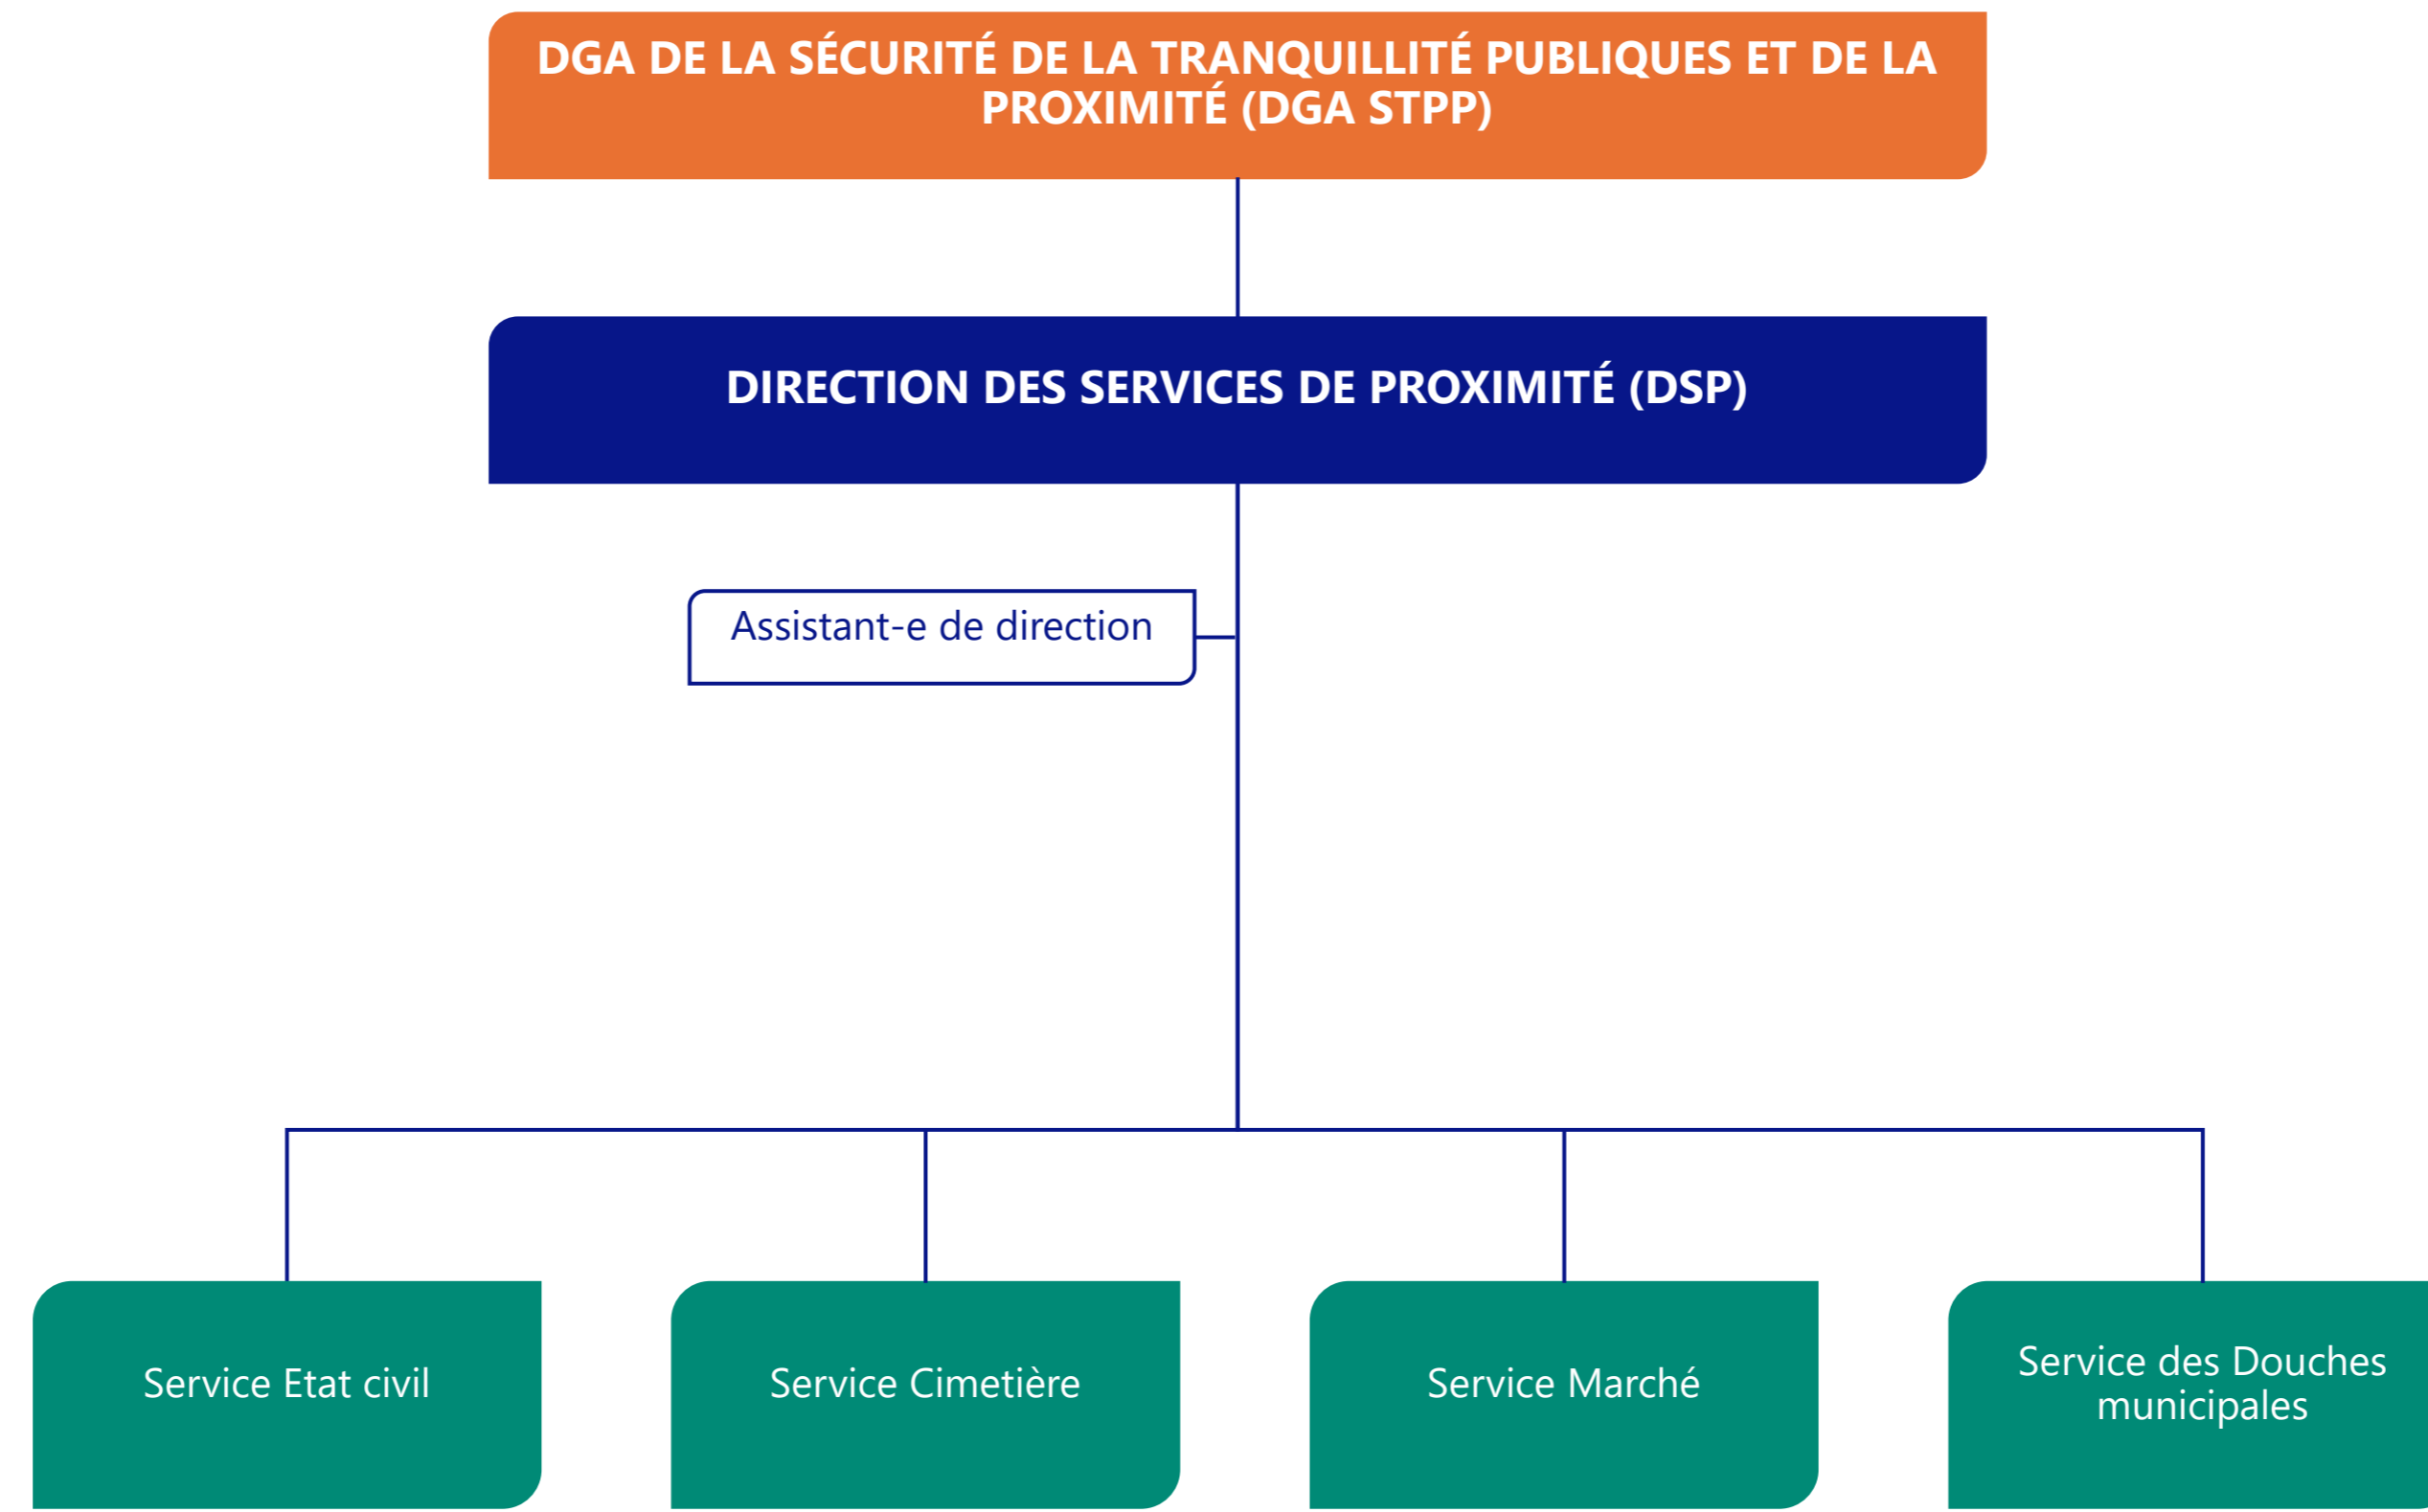 DGA DE LA SÉCURITÉ DE LA TRANQUILLITÉ PUBLIQUES ET DE LA
PROXIMITÉ (DGA STPP)
DIRECTION DES SERVICES DE PROXIMITÉ (DSP)
Assistant-e de direction
Service Etat civil
Service Cimetière
Service Marché
Service des Douches
municipales